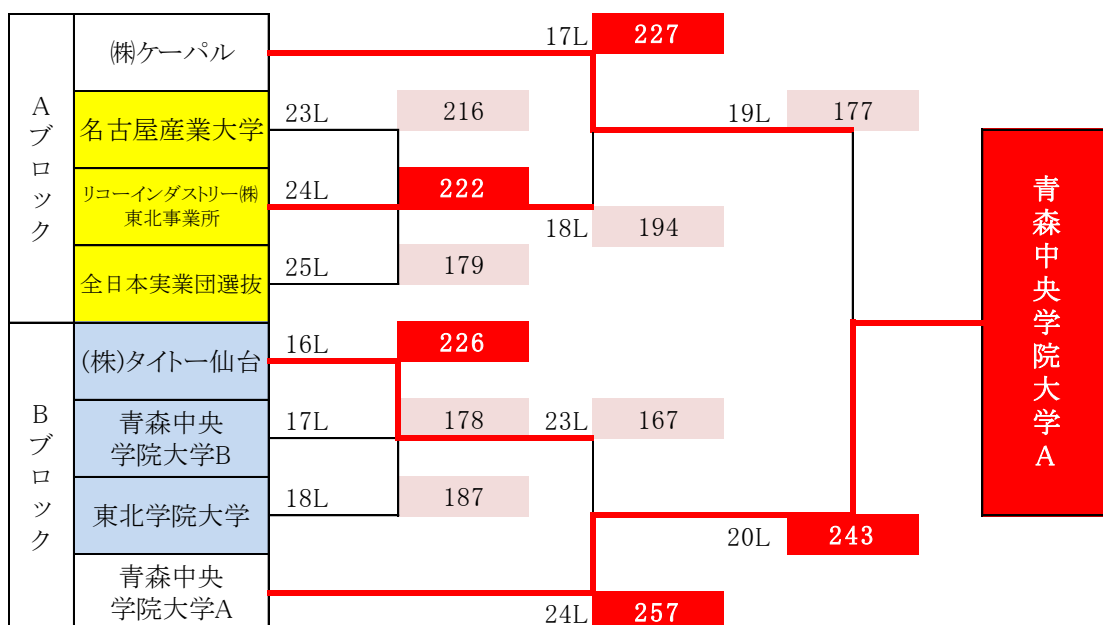 Aブロック
㈱ケーパル
名古屋産業大学
リコーインダストリー㈱
東北事業所
全日本実業団選抜
Bブロック
(株)タイトー仙台
青森中央
学院大学B
東北学院大学
青森中央
学院大学A
23L
216
24L
222
25L
179
16L
226
17L
178
18L
187
17L
227
18L
194
23L
167
24L
257
19L
177
20L
243
青森中央学院大学A